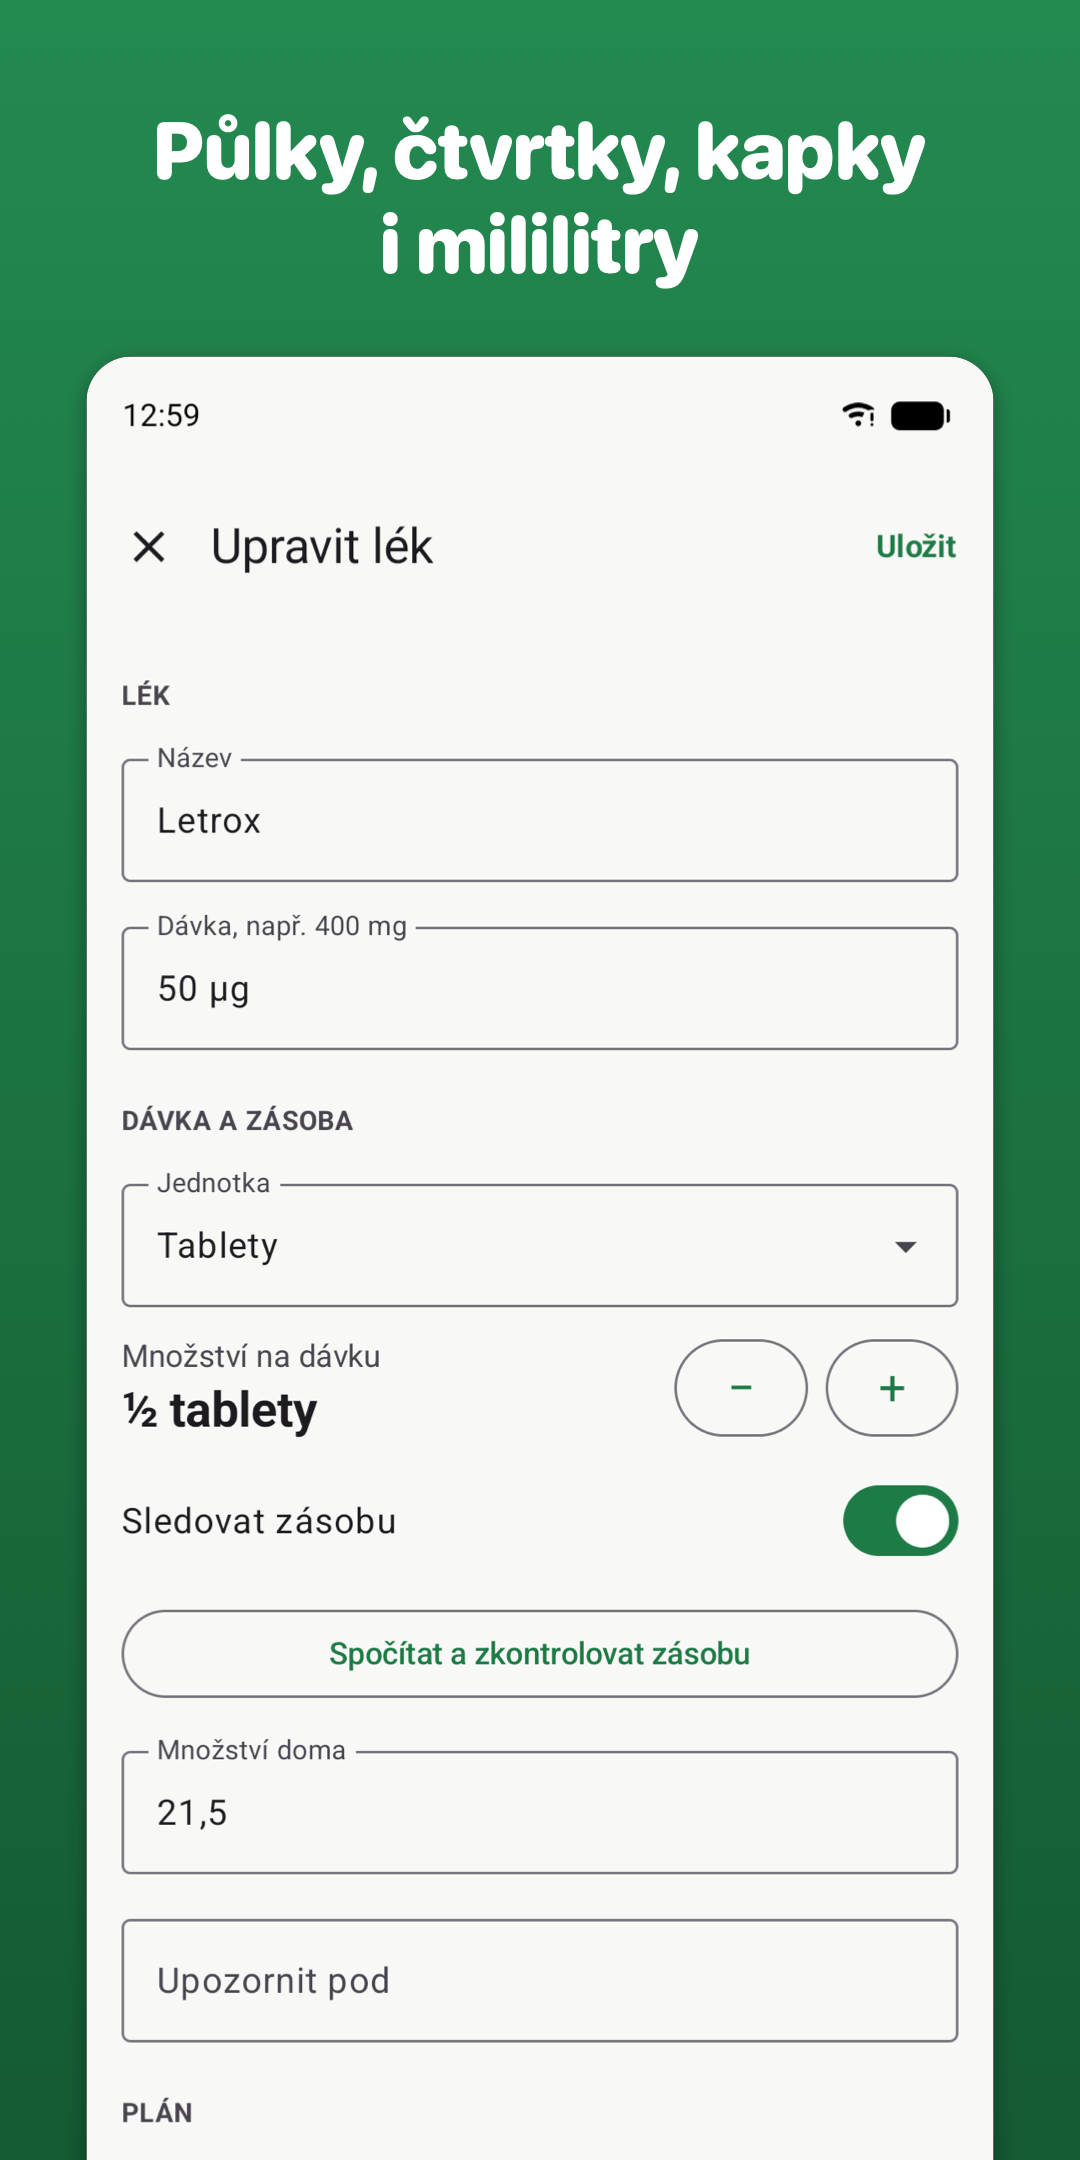 Půlky, čtvrtky, kapky
i mililitry
12:59
Upravit lék
Uložit
LÉK
Název
Letrox
Dávka, např. 400 mg
50 µg
DÁVKA A ZÁSOBA
Jednotka
Tablety
Množství na dávku
½ tablety
−
+
Sledovat zásobu
Spočítat a zkontrolovat zásobu
Množství doma
21,5
Upozornit pod
PLÁN